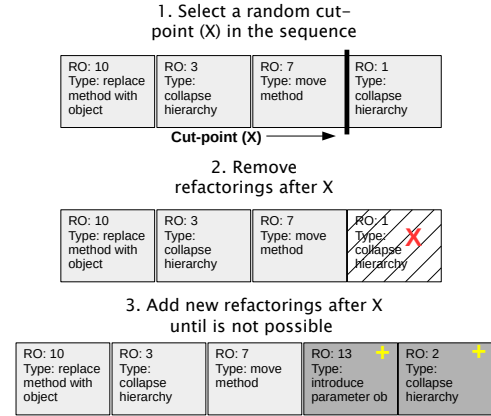 1. Select a random cut-
point (X) in the sequence
RO: 10
Type: replace
method with
object
RO: 3
Type:
collapse
hierarchy
RO: 7
Type: move
method
RO: 1
Type:
collapse
hierarchy
Cut-point (X)
2. Remove
refactorings after X
RO: 10
Type: replace
method with
object
RO: 3
Type:
collapse
hierarchy
RO: 7
Type: move
method
RO: 1
Type:
collapse
hierarchy
X
3. Add new refactorings after X
until is not possible
RO: 10
Type: replace
method with
object
RO: 3
Type:
collapse
hierarchy
RO: 7
Type: move
method
RO: 13
+
Type:
introduce
parameter ob
RO: 2
+
Type:
collapse
hierarchy